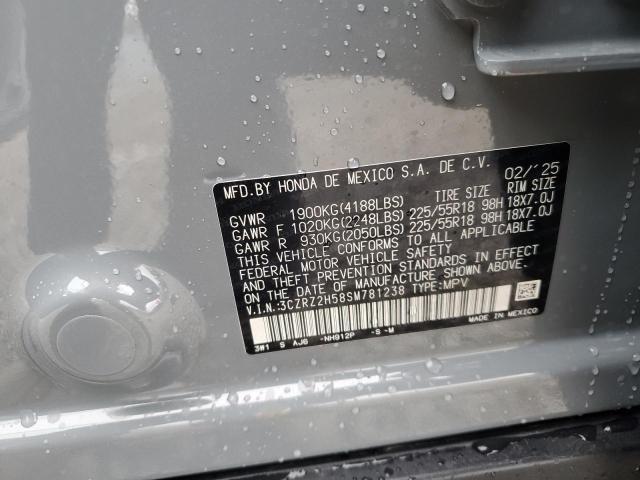 MFD.BY HONDA DE MEXICO S.A. DE C.V. 02/'25
GVWR 1900KG(4188LBS) TIRE SIZE RIM SIZE
GAWR F 1020KG(2248LBS) 225/55R18 98H 18X7.0J
GAWR R 930KG(2050LBS) 225/55R18 98H 18X7.0J
THIS VEHICLE CONFORMS TO ALL APPLICABLE
FEDERAL MOTOR VEHICLE SAFETY, BUMPER,
AND THEFT PREVENTION STANDARDS IN EFFECT
ON THE DATE OF MANUFACTURE SHOWN ABOVE.
V.I.N.:3CZRZ2H58SM781238 TYPE:MPV
3W1 S AJG -NH912P -S-M MADE IN MEXICO